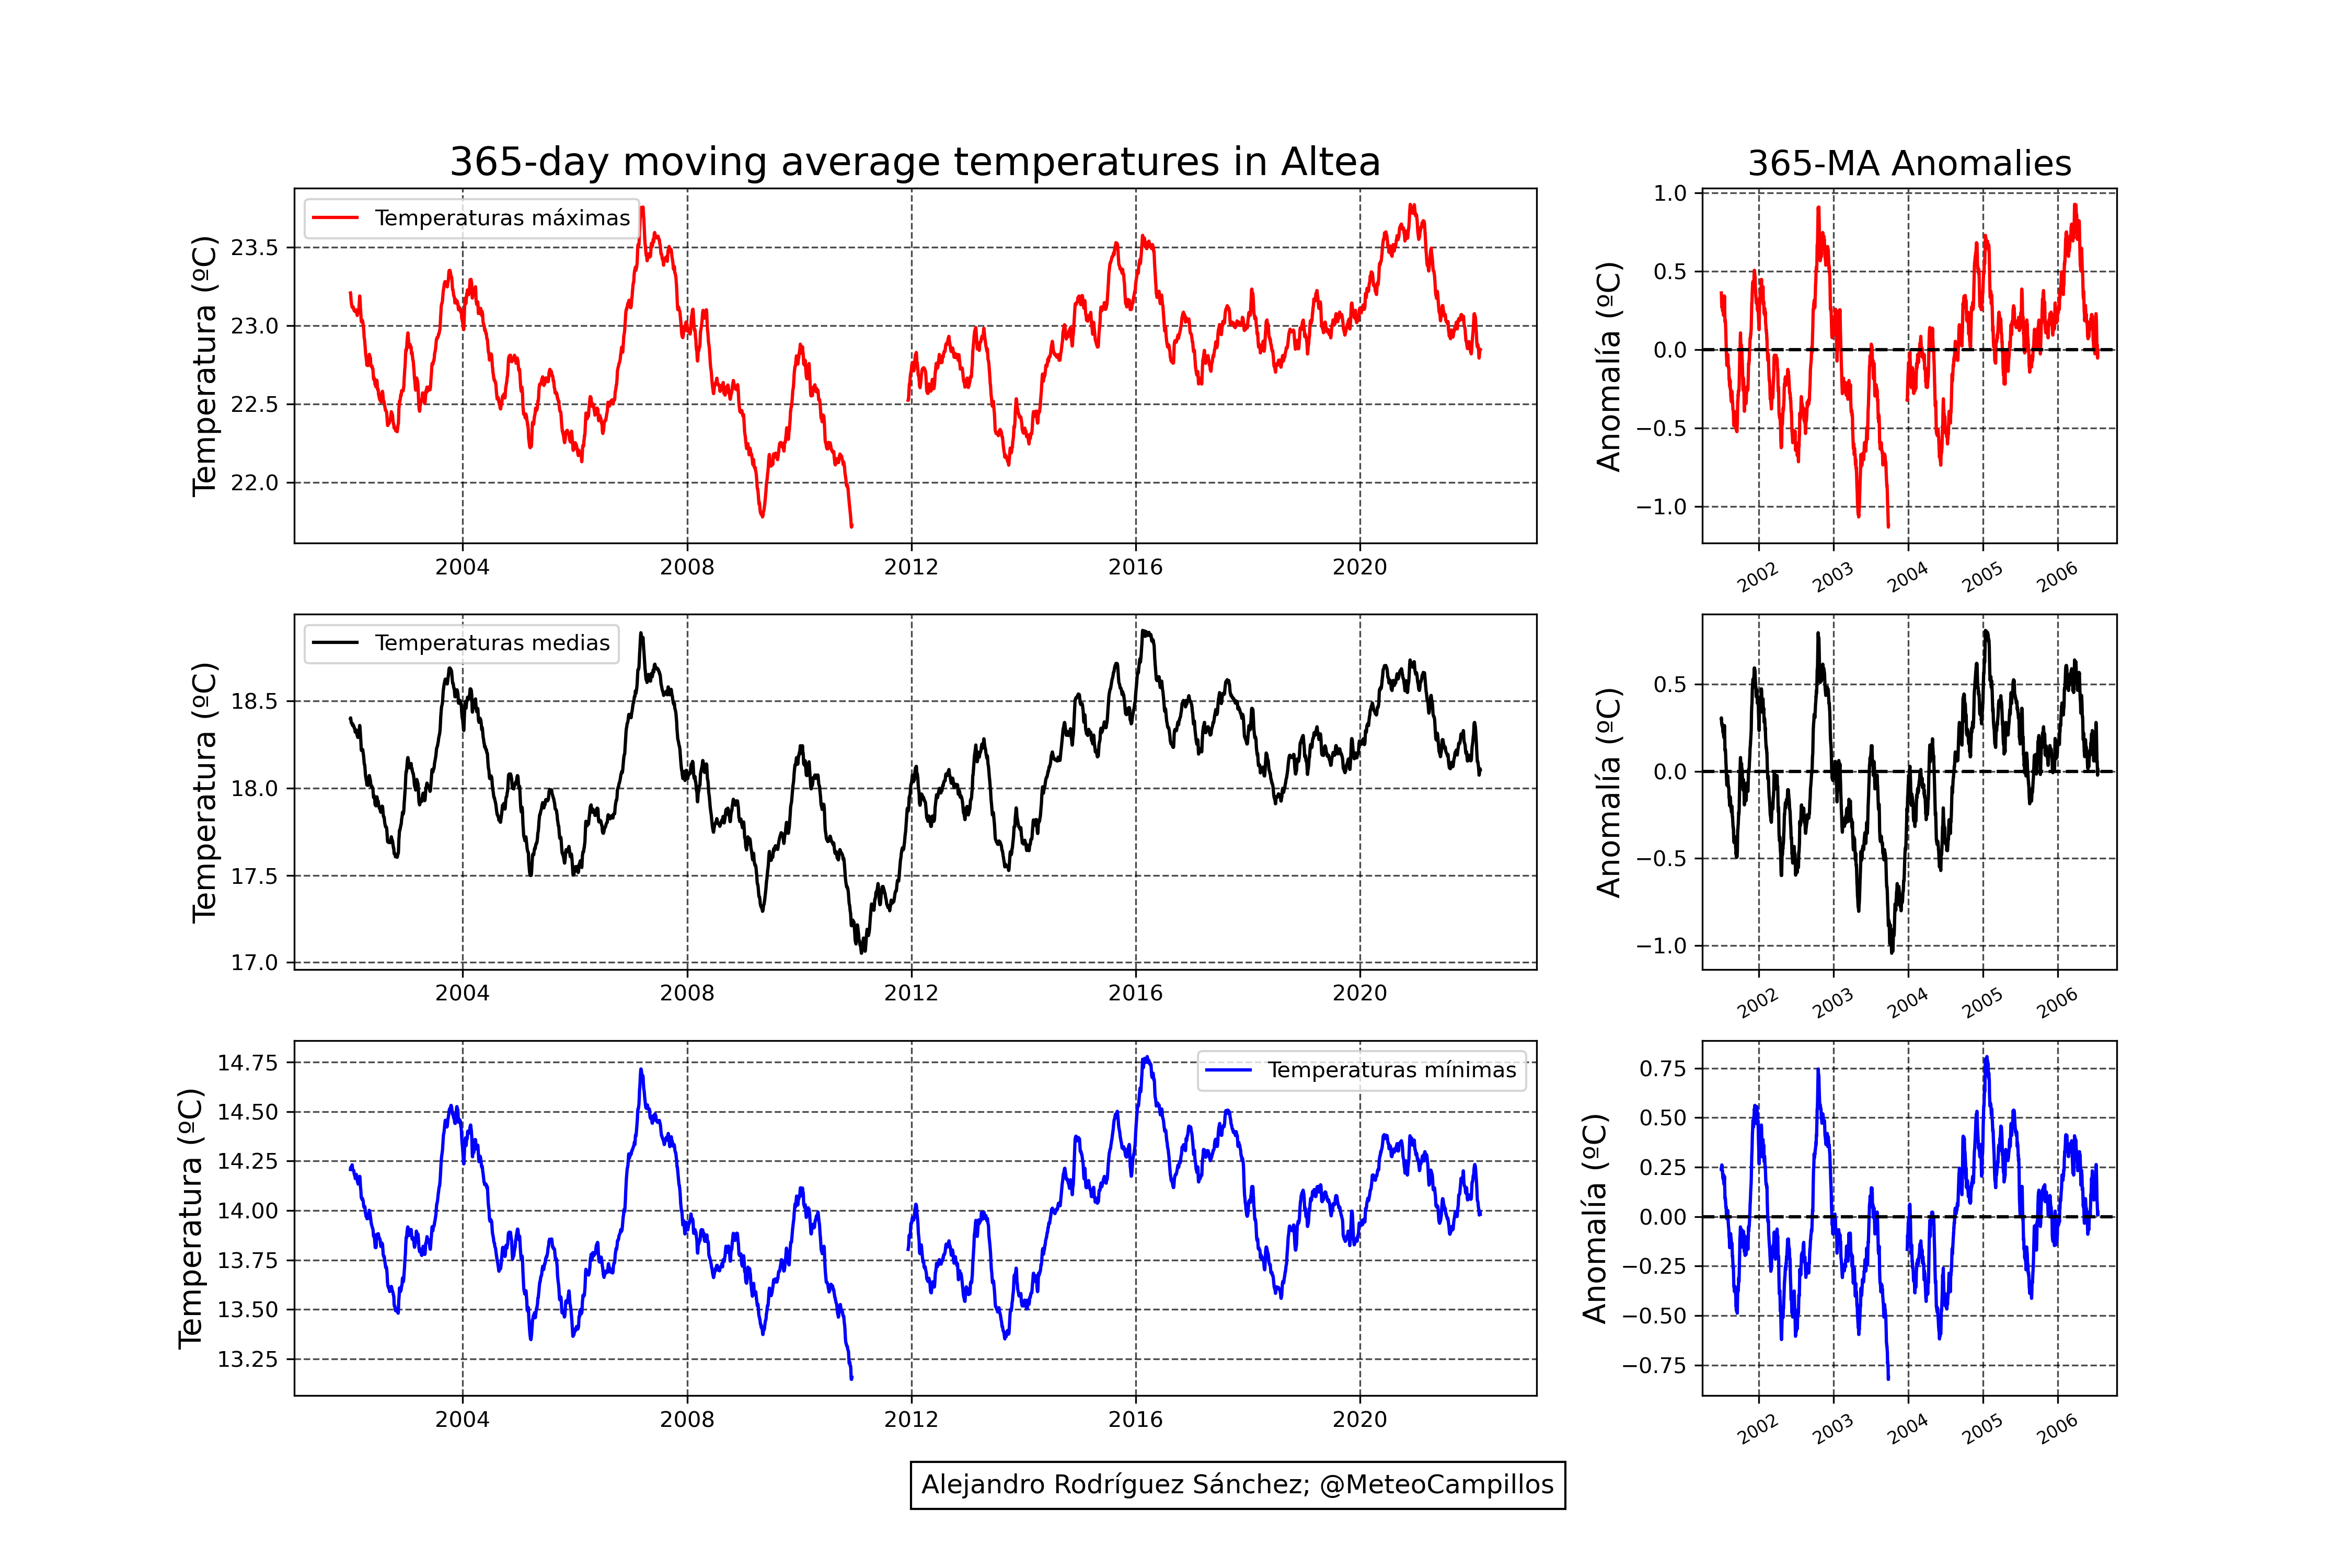 365-day moving average temperatures in Altea
Temperaturas máximas
Temperatura (ºC)
23.5
23.0
22.5
22.0
2004 2008 2012 2016 2020
365-MA Anomalies
Anomalía (ºC)
1.0
0.5
0.0
−0.5
−1.0
2002 2003 2004 2005 2006
Temperaturas medias
Temperatura (ºC)
18.5
18.0
17.5
17.0
2004 2008 2012 2016 2020
Anomalía (ºC)
0.5
0.0
−0.5
−1.0
2002 2003 2004 2005 2006
Temperaturas mínimas
Temperatura (ºC)
14.75
14.50
14.25
14.00
13.75
13.50
13.25
2004 2008 2012 2016 2020
Anomalía (ºC)
0.75
0.50
0.25
0.00
−0.25
−0.50
−0.75
2002 2003 2004 2005 2006
Alejandro Rodríguez Sánchez; @MeteoCampillos